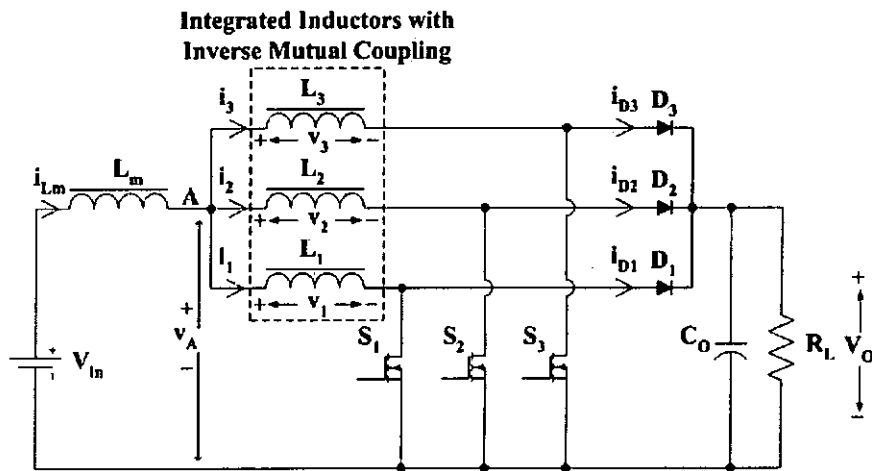 Integrated Inductors with
Inverse Mutual Coupling
i3 L3 iD3 D3
+ v3 -
iLm Lm A i2 L2 iD2 D2
+ v2 -
i1 L1 iD1 D1
+ v1 -
+ vA - S1 S2 S3 CO RL + VO -
Vin